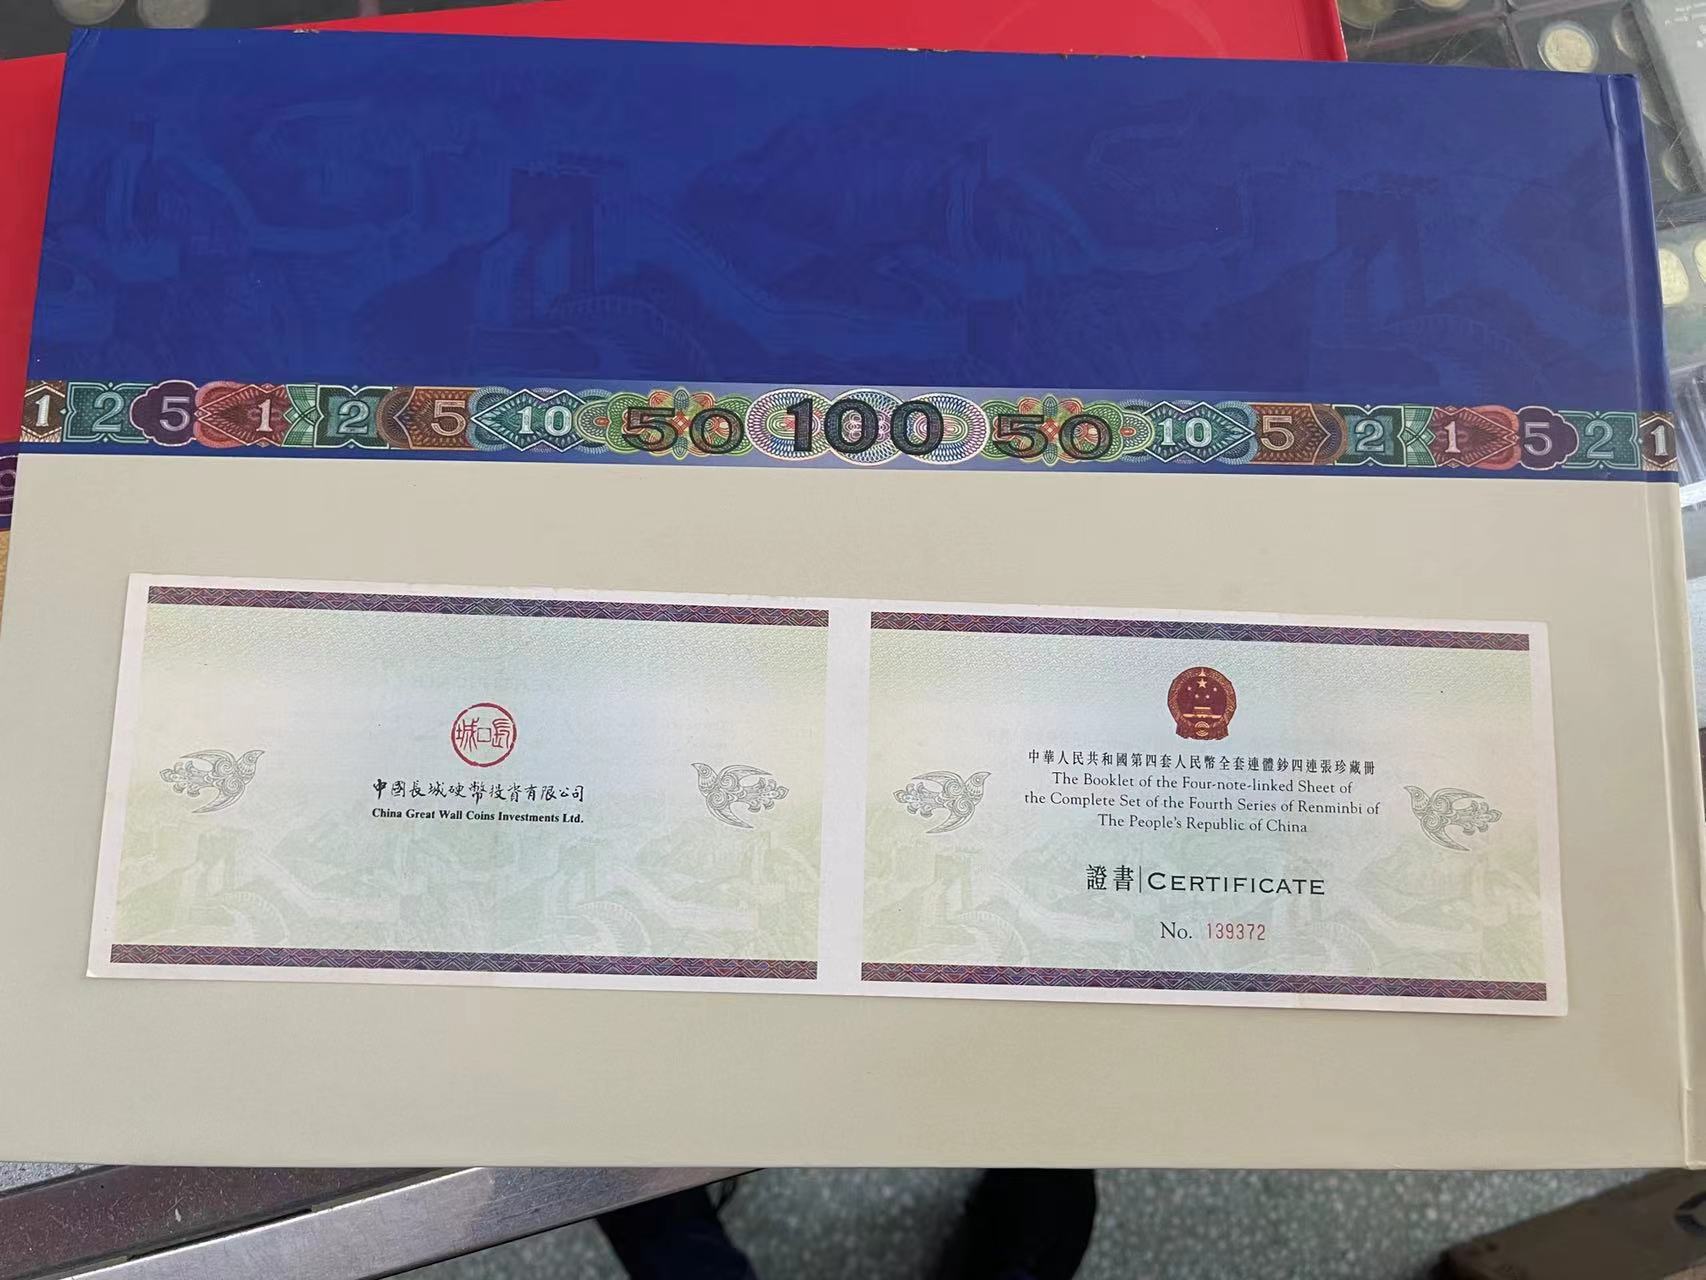 1 2 5 1 2 5 10 50 100 50 10 5 2 1 5 2 1
長城
中國長城硬幣投資有限公司
China Great Wall Coins Investments Ltd.
中華人民共和國第四套人民幣全套連體鈔四連張珍藏冊
The Booklet of the Four-note-linked Sheet of
the Complete Set of the Fourth Series of Renminbi of
The People's Republic of China
證書|CERTIFICATE
No. 139372